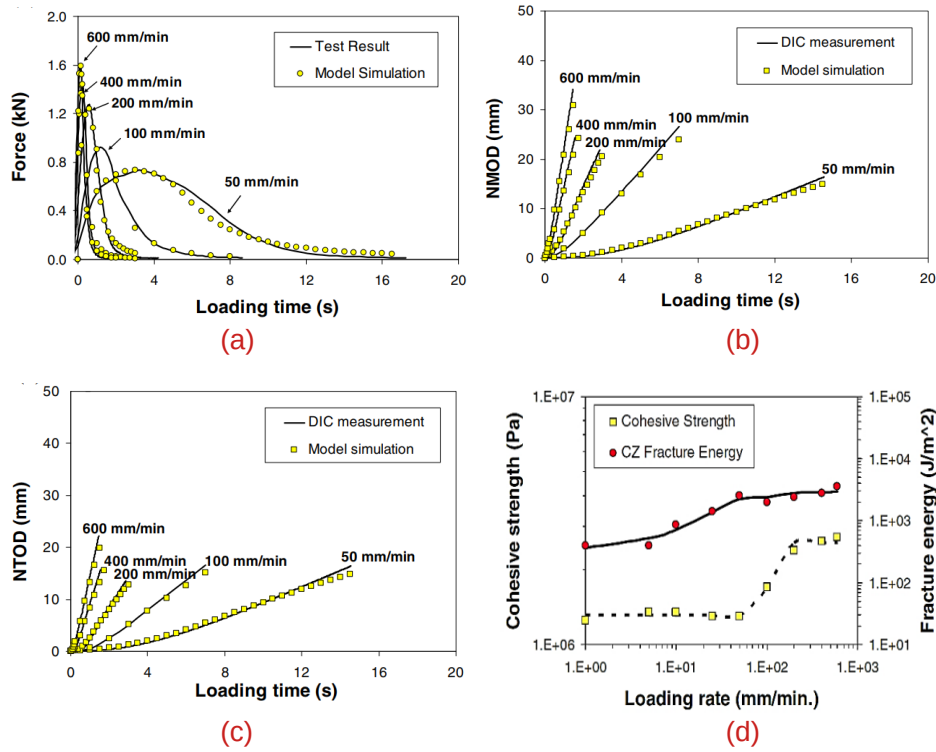 2.0
600 mm/min
1.6
Test Result
Model Simulation
400 mm/min
1.2
200 mm/min
100 mm/min
0.8
50 mm/min
0.4
0.0
0 4 8 12 16 20
Force (kN)
Loading time (s)
(a)
50
DIC measurement
Model simulation
40
600 mm/min
30
400 mm/min
100 mm/min
200 mm/min
20
50 mm/min
10
0
0 4 8 12 16 20
NMOD (mm)
Loading time (s)
(b)
50
DIC measurement
Model simulation
40
30
600 mm/min
20
400 mm/min
100 mm/min
50 mm/min
200 mm/min
10
0
0 4 8 12 16 20
NTOD (mm)
Loading time (s)
(c)
1.E+07
1.E+06
Cohesive strength (Pa)
Cohesive Strength
CZ Fracture Energy
1.E+05
1.E+04
1.E+03
1.E+02
1.E+01
Fracture energy (J/m^2)
1.E+00 1.E+01 1.E+02 1.E+03
Loading rate (mm/min.)
(d)